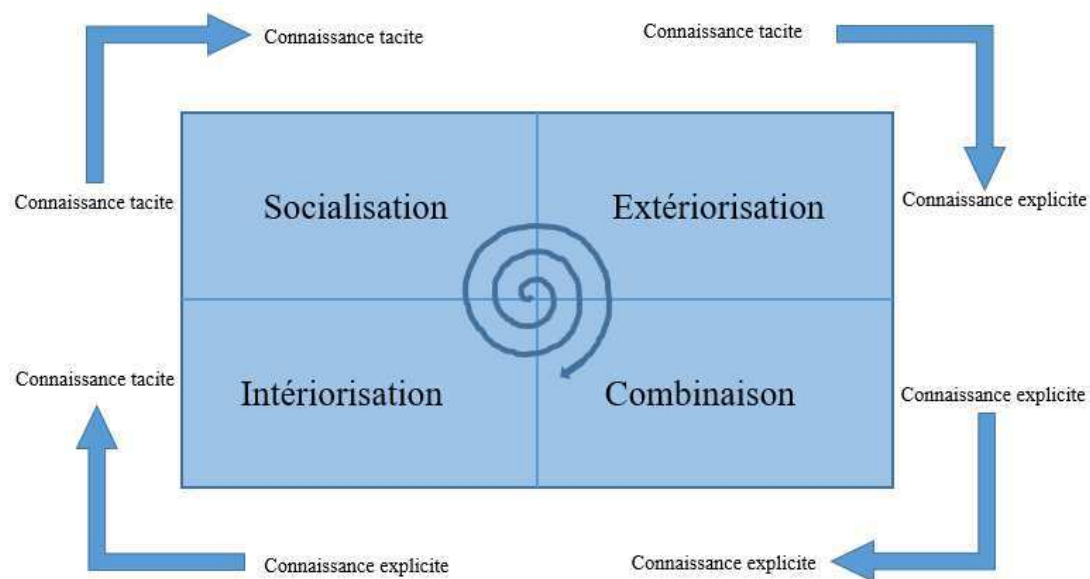 Connaissance tacite
Connaissance tacite
Connaissance tacite
Connaissance explicite
Socialisation
Extériorisation
Connaissance tacite
Connaissance explicite
Intériorisation
Combinaison
Connaissance explicite
Connaissance explicite